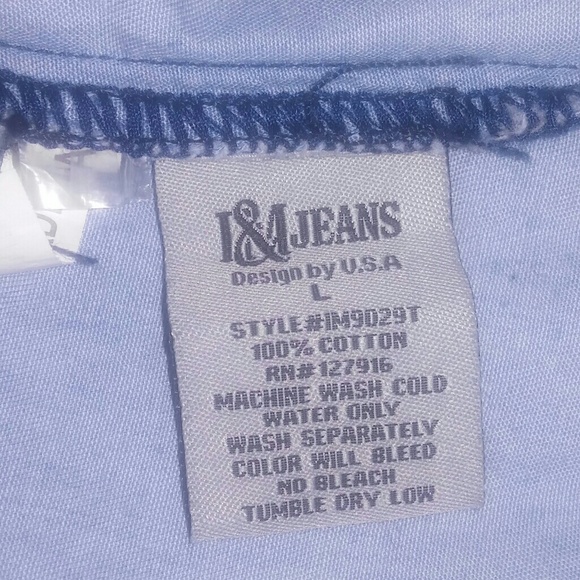 I&M JEANS
Design by U.S.A
L
STYLE#IM9029T
100% COTTON
RN#127916
MACHINE WASH COLD
WATER ONLY
WASH SEPARATELY
COLOR WILL BLEED
NO BLEACH
TUMBLE DRY LOW